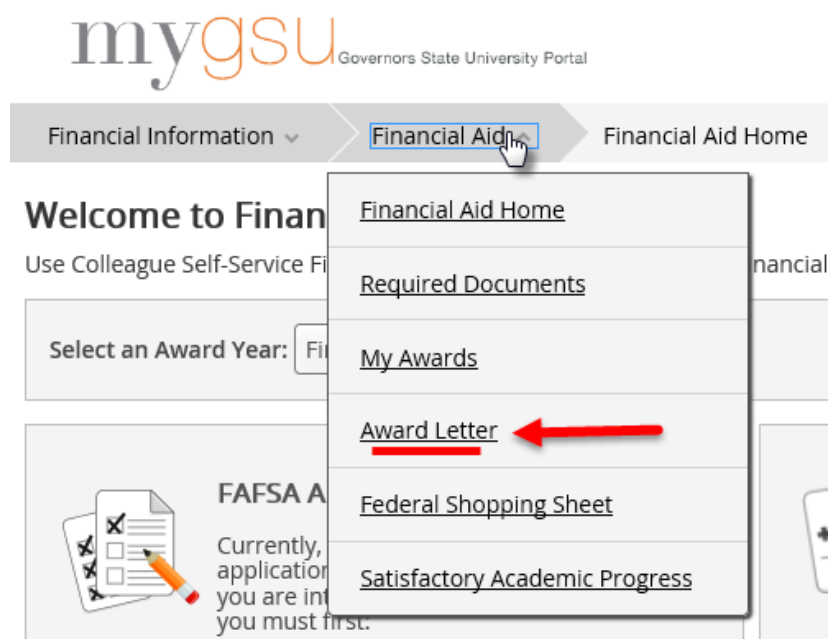 mygsu Governors State University Portal
Financial Information Financial Aid Financial Aid Home
Welcome to Finan
Use Colleague Self-Service Fi nancial
Select an Award Year: Fi
Financial Aid Home
Required Documents
My Awards
Award Letter
Federal Shopping Sheet
Satisfactory Academic Progress
FAFSA A
Currently,
application
you are int
you must first: